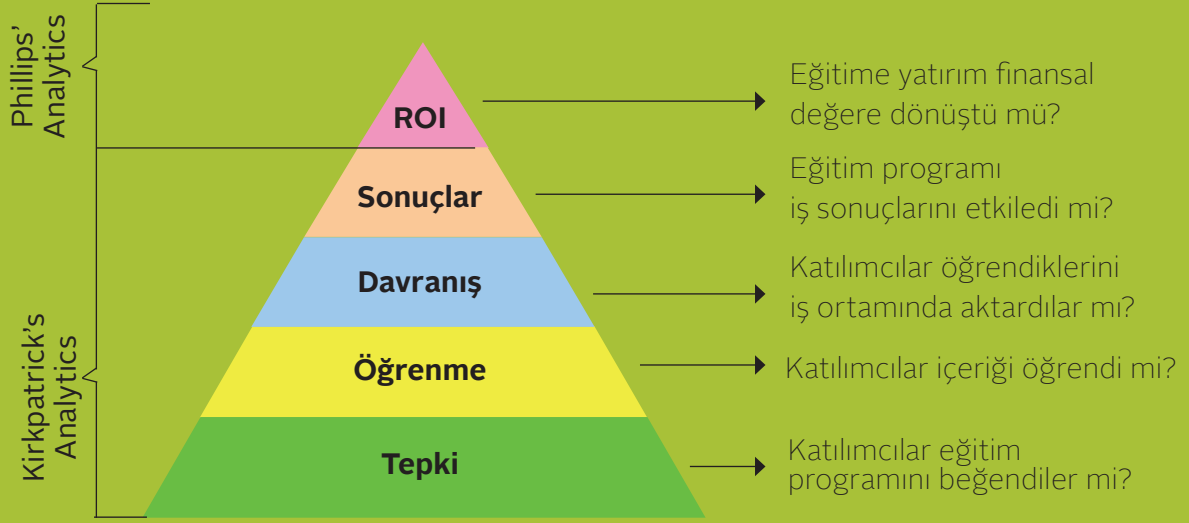 Phillips'
Analytics
ROI
Eğitime yatırım finansal
değere dönüştü mü?
Sonuçlar
Eğitim programı
iş sonuçlarını etkiledi mi?
Kirkpatrick's
Analytics
Davranış
Katılımcılar öğrendiklerini
iş ortamında aktardılar mı?
Öğrenme
Katılımcılar içeriği öğrendi mi?
Tepki
Katılımcılar eğitim
programını beğendiler mi?